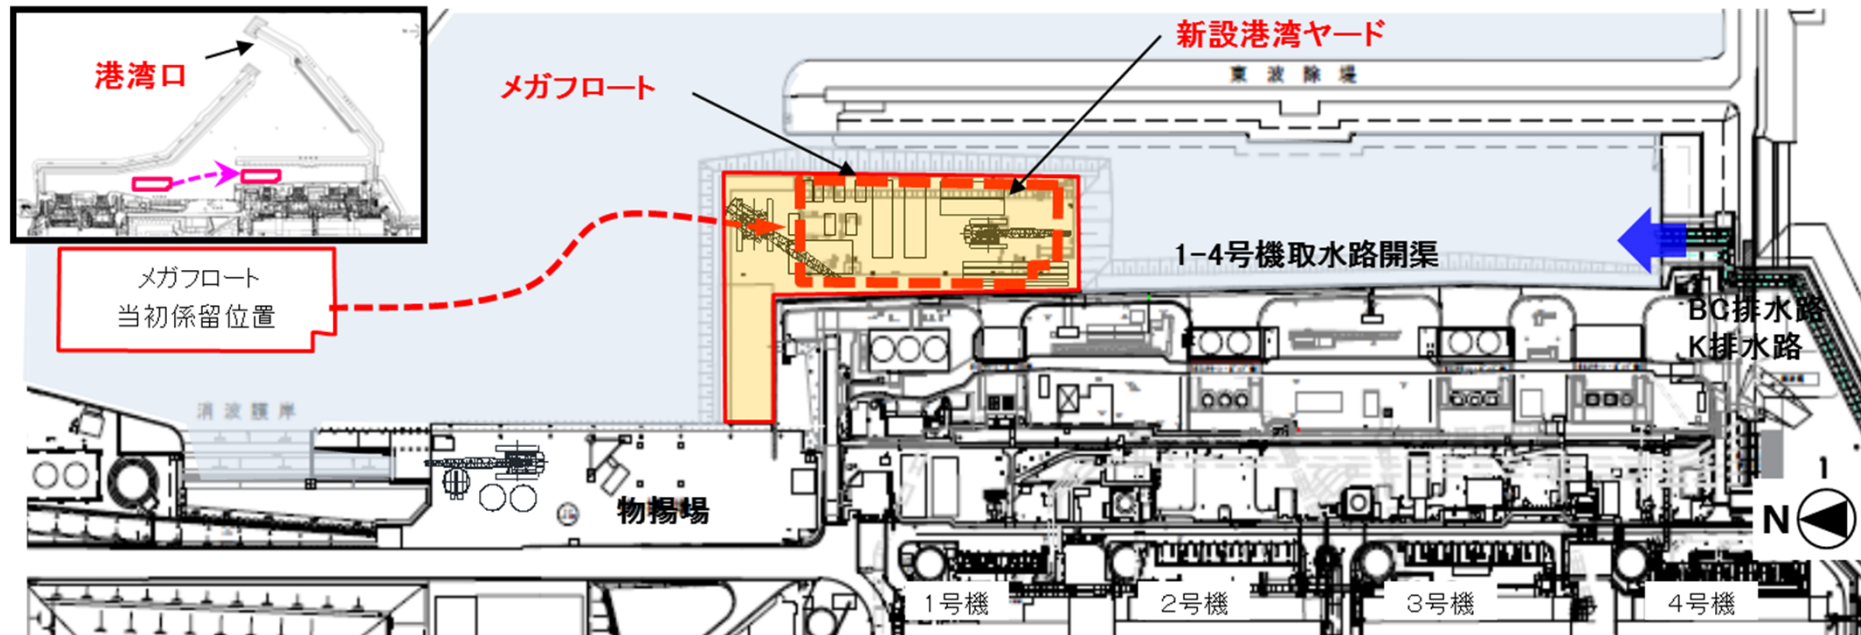 港湾口
メガフロート
新設港湾ヤード
東波除堤
メガフロート
当初係留位置
1-4号機取水路開渠
BC排水路
K排水路
消波護岸
物揚場
N
1号機
2号機
3号機
4号機